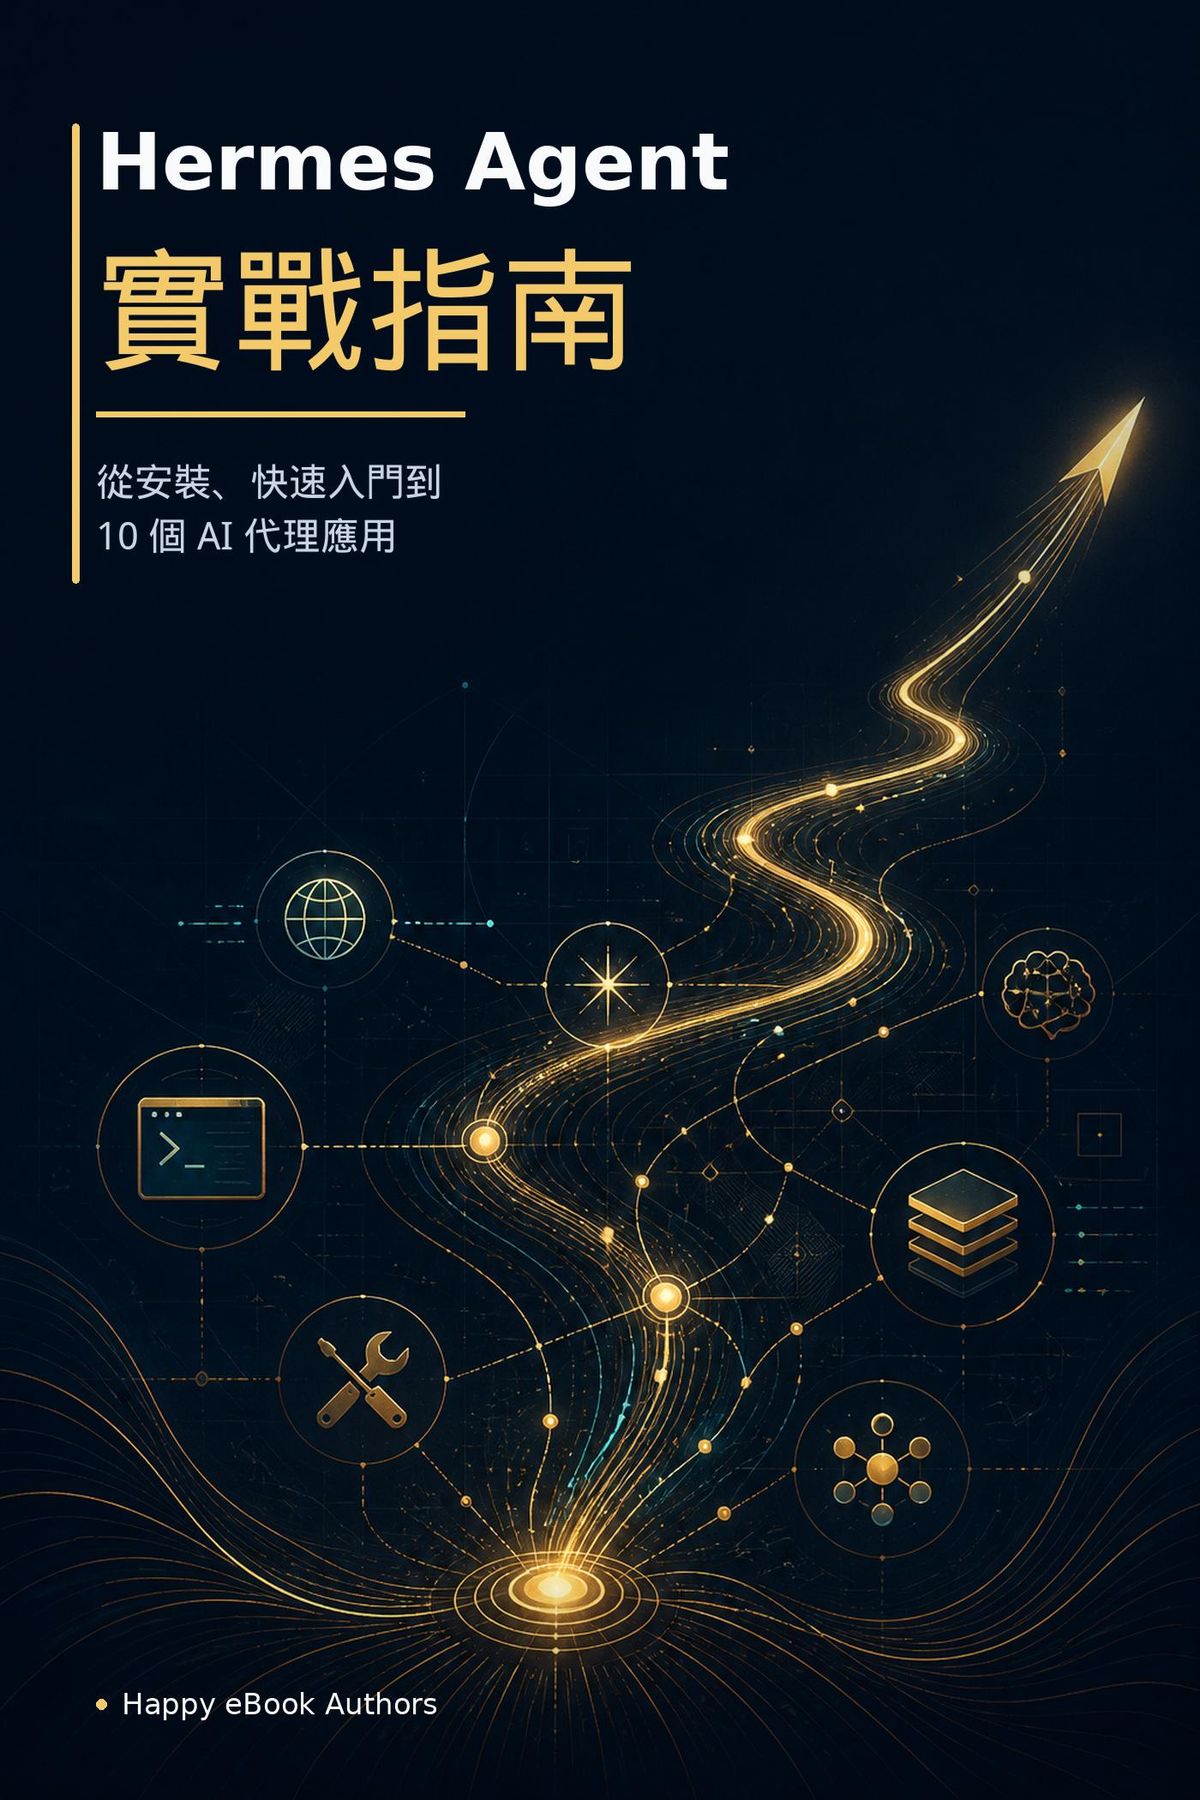 Hermes Agent
實戰指南
從安裝、快速入門到
10 個 AI 代理應用
>_
Happy eBook Authors